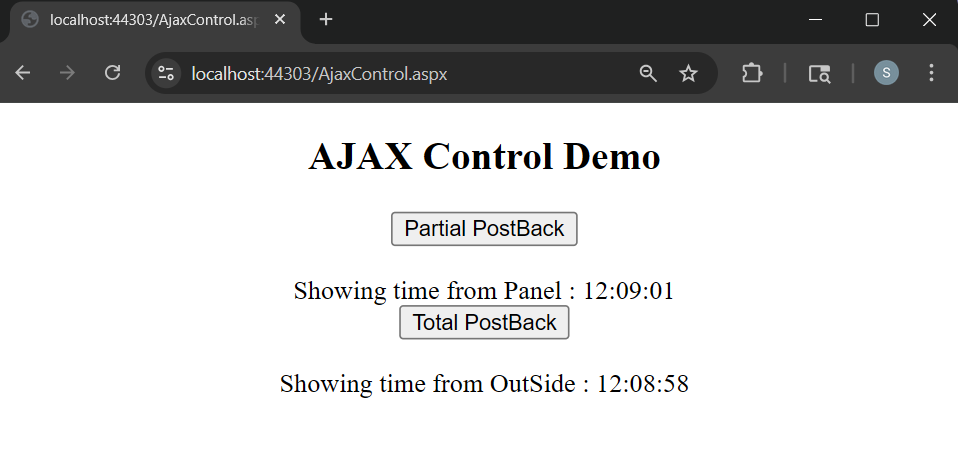 localhost:44303/AjaxControl.asp
localhost:44303/AjaxControl.aspx
S
AJAX Control Demo
Partial PostBack
Showing time from Panel : 12:09:01
Total PostBack
Showing time from OutSide : 12:08:58